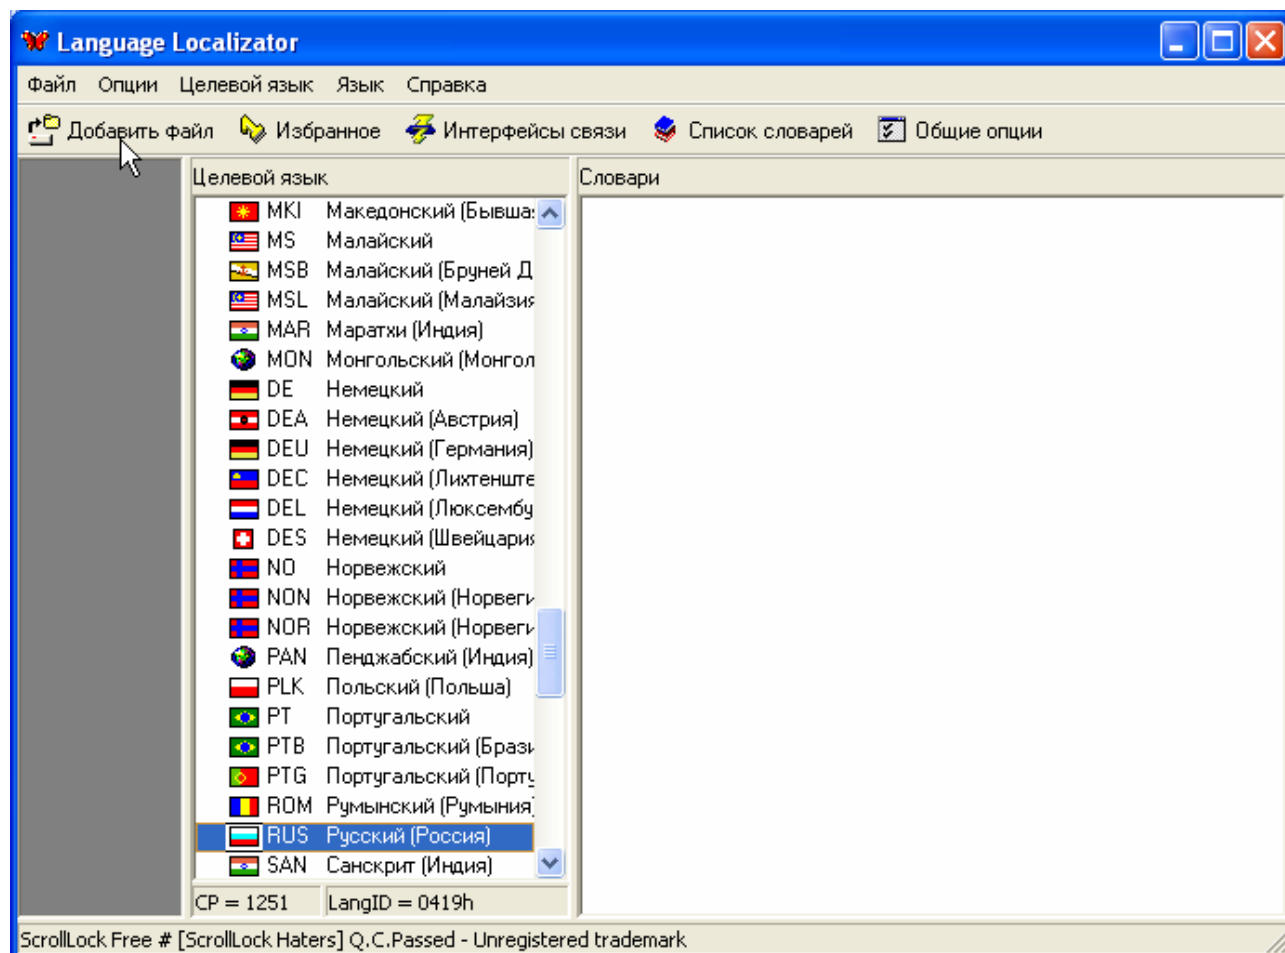 Language Localizator
Файл Опции Целевой язык Язык Справка
Добавить файл Избранное Интерфейсы связи Список словарей Общие опции
Целевой язык Словари
MKI Македонский (Бывша
MS Малайский
MSB Малайский (Бруней Д
MSL Малайский (Малайзия
MAR Маратхи (Индия)
MON Монгольский (Монгол
DE Немецкий
DEA Немецкий (Австрия)
DEU Немецкий (Германия)
DEC Немецкий (Лихтенште
DEL Немецкий (Люксембу
DES Немецкий (Швейцария
NO Норвежский
NON Норвежский (Норвеги
NOR Норвежский (Норвеги
PAN Пенджабский (Индия)
PLK Польский (Польша)
PT Португальский
PTB Португальский (Брази
PTG Португальский (Порту
ROM Румынский (Румыния)
RUS Русский (Россия)
SAN Санскрит (Индия)
CP = 1251 LangID = 0419h
ScrollLock Free # [ScrollLock Haters] Q.C.Passed - Unregistered trademark